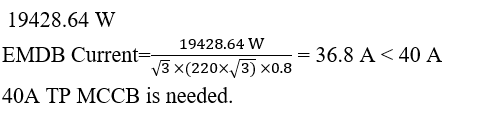 19428.64 W
EMDB Current= 19428.64 W / √3 ×(220×√3) ×0.8 = 36.8 A < 40 A
40A TP MCCB is needed.